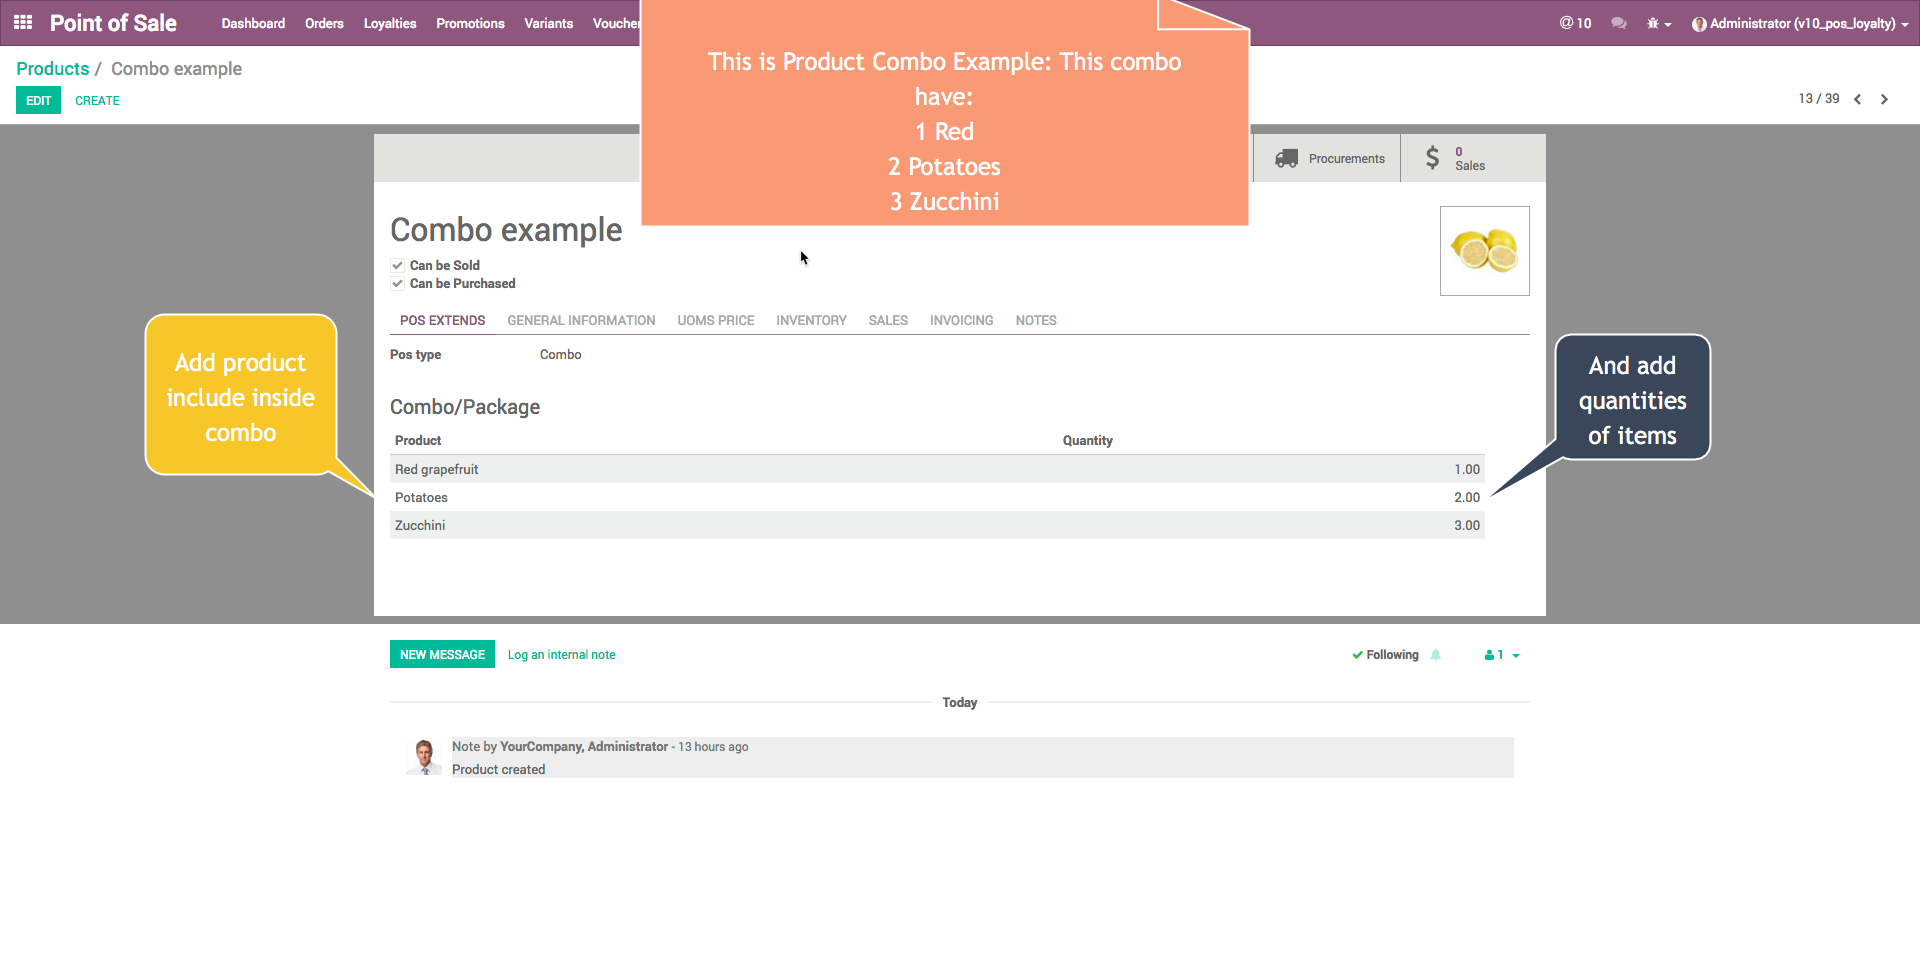 Point of Sale
Dashboard Orders Loyalties Promotions Variants
@ 10
Administrator (v10_pos_loyalty)
This is Product Combo Example: This combo
have:
1 Red
2 Potatoes
3 Zucchini
Products / Combo example
EDIT CREATE
13 / 39
Procurements
0
Sales
Combo example
Can be Sold
Can be Purchased
POS EXTENDS GENERAL INFORMATION UOMS PRICE INVENTORY SALES INVOICING NOTES
Pos type Combo
Add product
include inside
combo
And add
quantities
of items
Combo/Package
Product Quantity
Red grapefruit 1.00
Potatoes 2.00
Zucchini 3.00
NEW MESSAGE Log an internal note
Following
1
Today
Note by YourCompany, Administrator - 13 hours ago
Product created